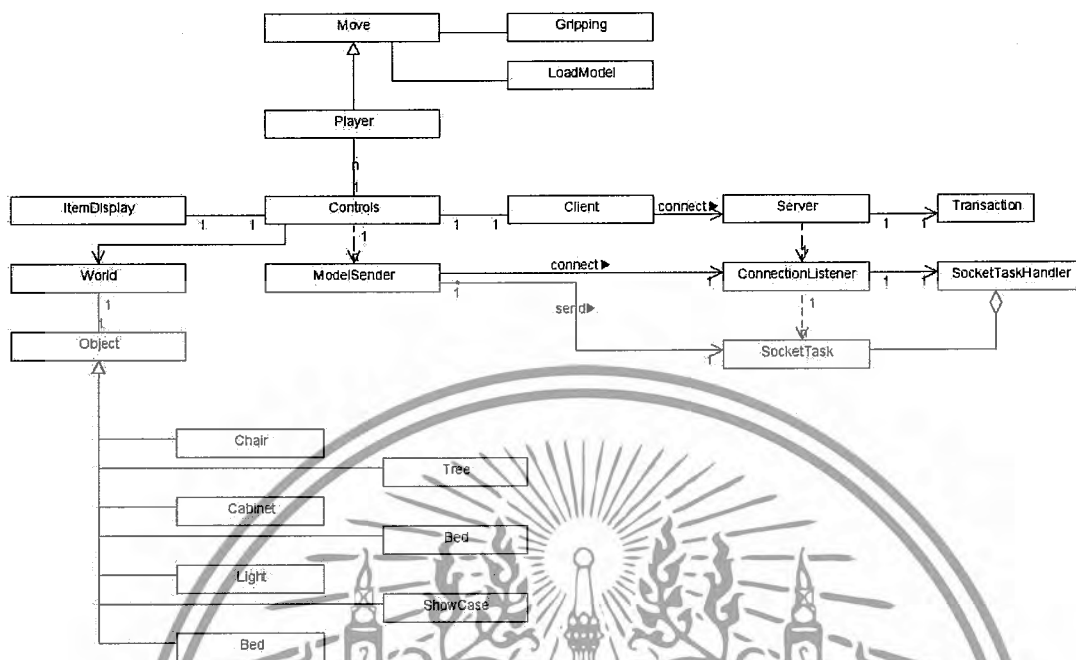 Move
Gripping
LoadModel
Player
n
1
ItemDisplay
1
1
Controls
1
1
Client
connect
Server
1
1
Transaction
1
World
ModelSender
connect
1
ConnectionListener
1
1
SocketTaskHandler
1
send
1
1
1
Object
SocketTask
Chair
Tree
Cabinet
Bed
Light
ShowCase
Bed